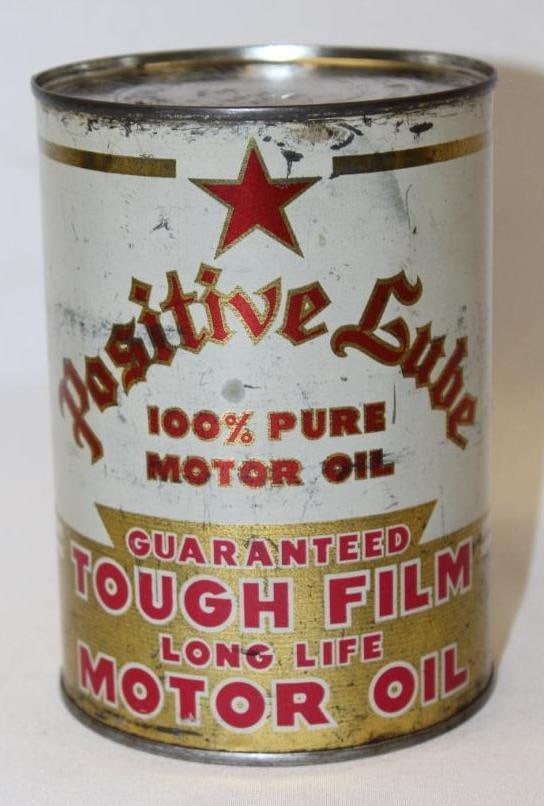 Positive Lube
100% PURE
MOTOR OIL
GUARANTEED
TOUGH FILM
LONG LIFE
MOTOR OIL